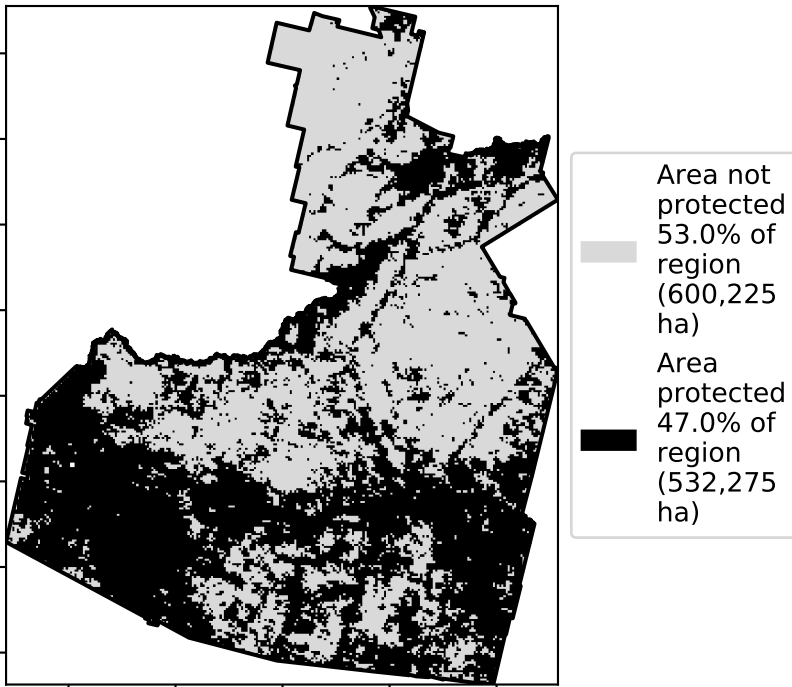 Area not
protected
53.0% of
region
(600,225
ha)
Area
protected
47.0% of
region
(532,275
ha)